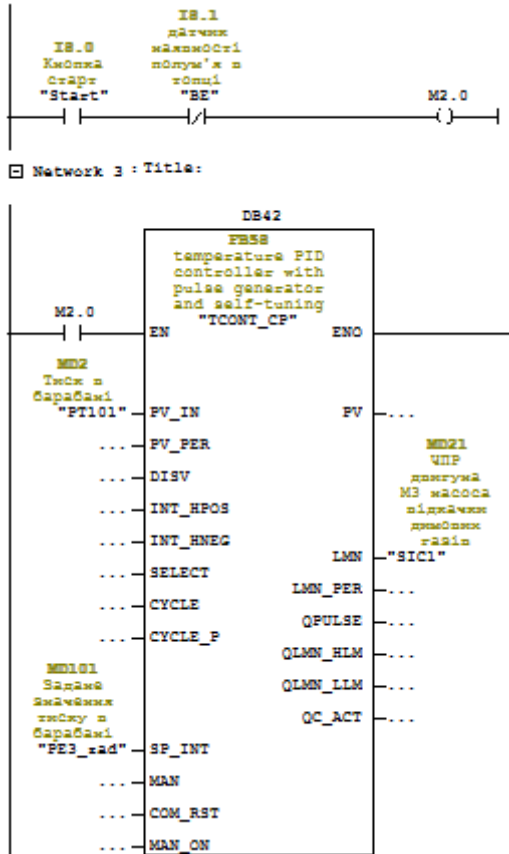 I8.1
датчик
наявності
полум'я в
топці
"BE"
I8.0
Кнопка
старт
"Start"
M2.0
Network 3 : Title:
DB42
FB58
temperature PID
controller with
pulse generator
and self-tuning
"TCONT_CP"
M2.0
EN
ENO
MD2
Тиск в
барабані
"PT101"
PV_IN
PV
...
...
PV_PER
...
DISV
...
INT_HPOS
...
INT_HNEG
MD21
ЧПР
двигуна
М3 насоса
відкачки
димових
газів
LMN
"SIC1"
...
SELECT
LMN_PER
...
...
CYCLE
QPULSE
...
...
CYCLE_P
QLMN_HLM
...
QLMN_LLM
...
QC_ACT
...
MD101
Задане
значення
тиску в
барабані
"PE3_zad"
SP_INT
...
MAN
...
COM_RST
...
MAN_ON